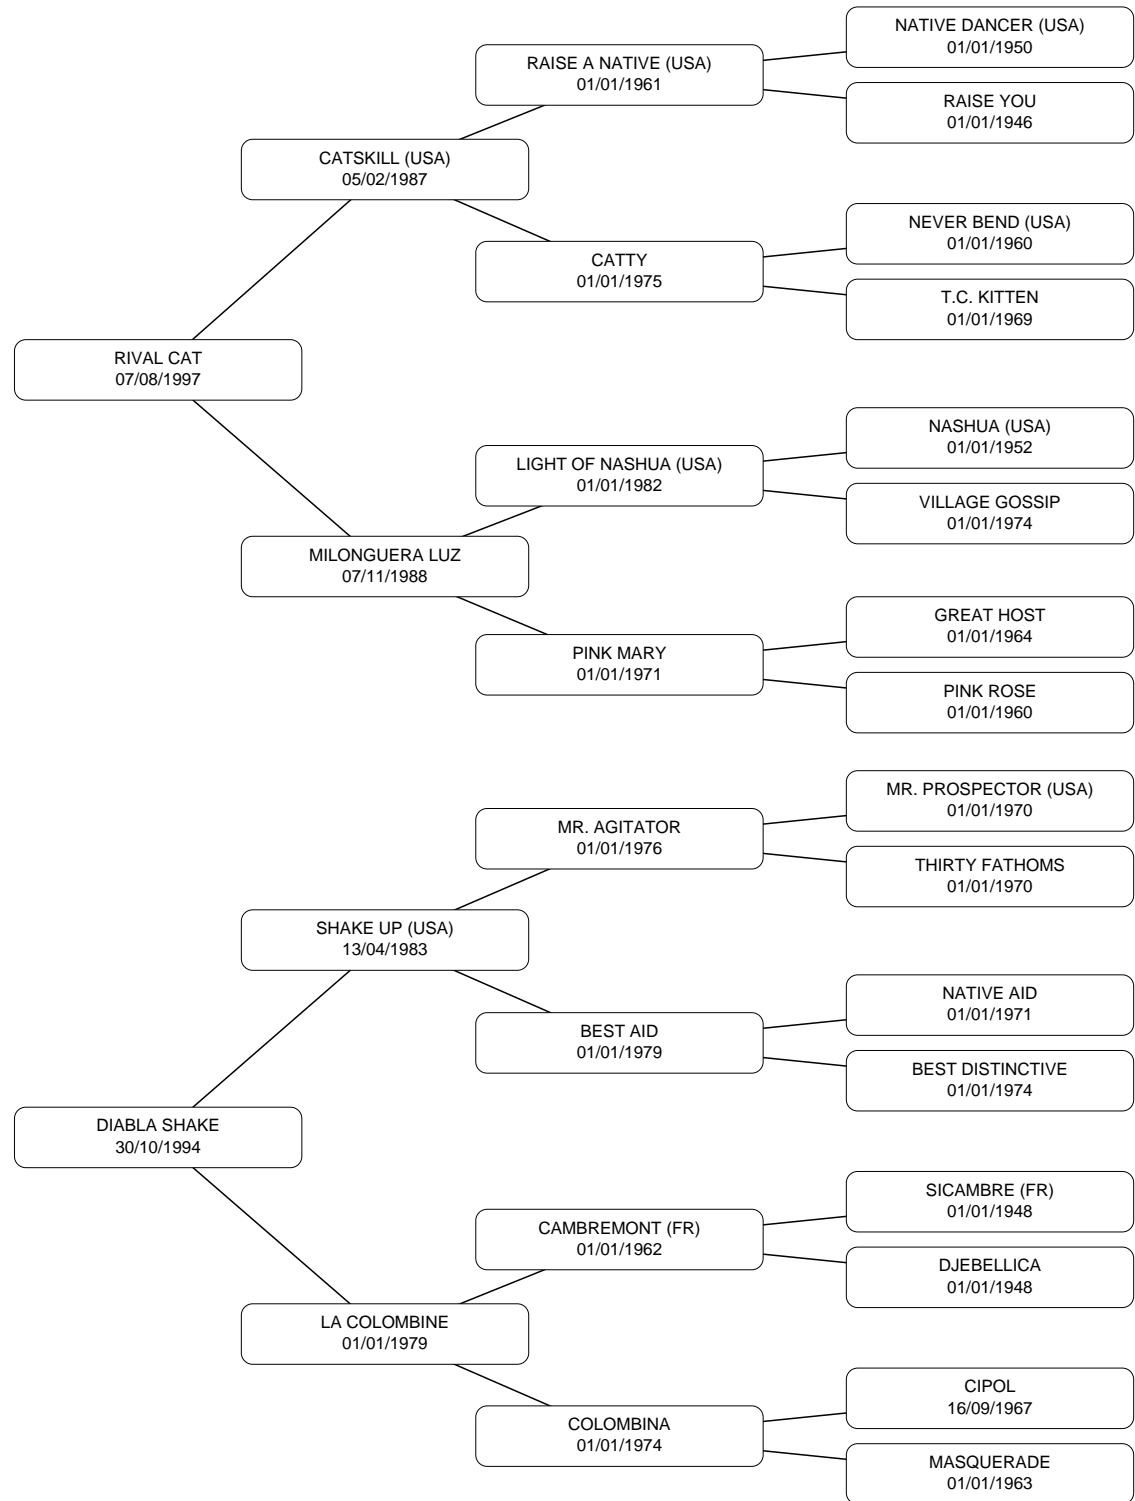 NATIVE DANCER (USA)
01/01/1950
RAISE A NATIVE (USA)
01/01/1961
RAISE YOU
01/01/1946
CATSKILL (USA)
05/02/1987
NEVER BEND (USA)
01/01/1960
CATTY
01/01/1975
T.C. KITTEN
01/01/1969
RIVAL CAT
07/08/1997
NASHUA (USA)
01/01/1952
LIGHT OF NASHUA (USA)
01/01/1982
VILLAGE GOSSIP
01/01/1974
MILONGUERA LUZ
07/11/1988
GREAT HOST
01/01/1964
PINK MARY
01/01/1971
PINK ROSE
01/01/1960
MR. PROSPECTOR (USA)
01/01/1970
MR. AGITATOR
01/01/1976
THIRTY FATHOMS
01/01/1970
SHAKE UP (USA)
13/04/1983
NATIVE AID
01/01/1971
BEST AID
01/01/1979
BEST DISTINCTIVE
01/01/1974
DIABLA SHAKE
30/10/1994
SICAMBRE (FR)
01/01/1948
CAMBREMONT (FR)
01/01/1962
DJEBELLICA
01/01/1948
LA COLOMBINE
01/01/1979
CIPOL
16/09/1967
COLOMBINA
01/01/1974
MASQUERADE
01/01/1963